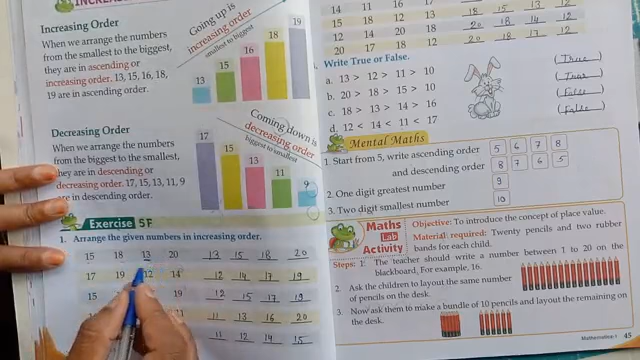 INCREASING
Increasing Order
When we arrange the numbers
from the smallest to the biggest,
they are in ascending or
increasing order. 13, 15, 16, 18,
19 are in ascending order.
Going up is
increasing order
smallest to biggest
13 15 16 18 19
Decreasing Order
When we arrange the numbers
from the biggest to the smallest,
they are in descending or
decreasing order. 17, 15, 13, 11, 9
are in descending order.
Coming down is
decreasing order
biggest to smallest
17 15 13 11 9
Exercise 5F
1. Arrange the given numbers in increasing order.
15 18 13 20 13 15 18 20
17 19 12 14 12 14 17 19
15 19 12 15 17 19
11 13 16 20
11 12 14 15
14 11 16 17
15 18 12 13 18 15 13 12
12 14 20 18 20 18 14 12
20 17 18 12 20 18 17 12
Write True or False.
a. 13 > 12 > 11 > 10 (True)
b. 20 > 18 > 15 > 10 (True)
c. 18 > 13 > 14 > 16 (False)
d. 12 < 14 < 11 < 17 (False)
Mental Maths
1. Start from 5, write ascending order 5 6 7 8
and descending order 8 7 6 5
2. One digit greatest number 9
3. Two digit smallest number 10
Maths
Lab
Activity
Objective: To introduce the concept of place value.
Material required: Twenty pencils and two rubber
bands for each child.
Steps: 1. The teacher should write a number between 1 to 20 on the
blackboard. For example, 16.
2. Ask the children to layout the same number
of pencils on the desk.
3. Now ask them to make a bundle of 10 pencils and layout the remaining on
the desk.
45